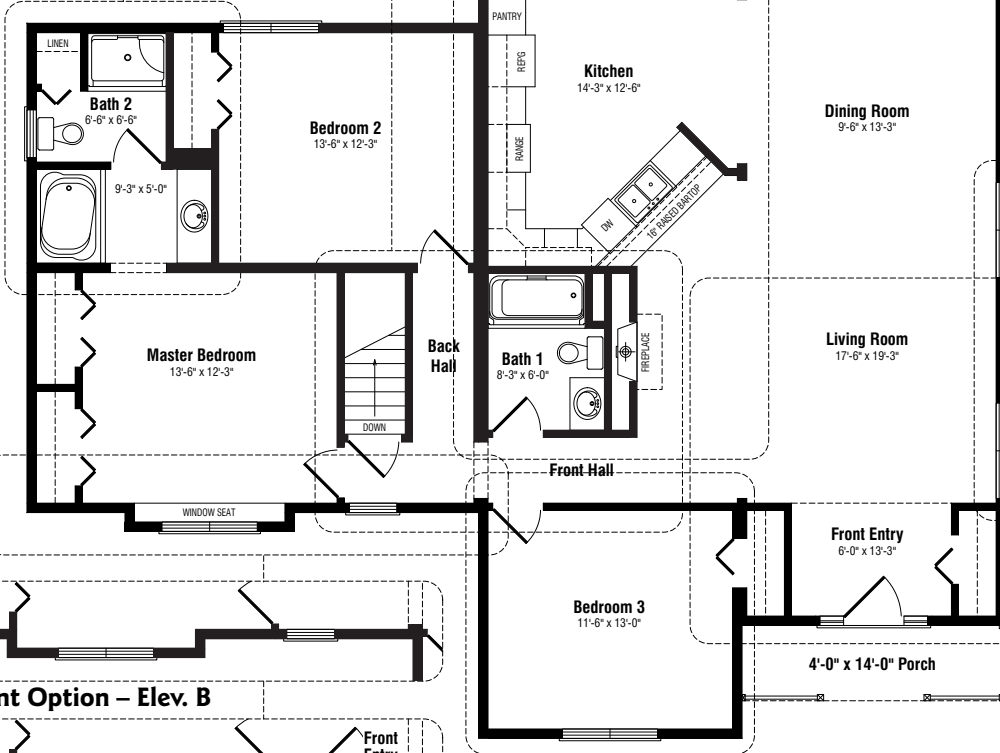 PANTRY
LINEN
REFG
Kitchen
14'-3" x 12'-6"
Bath 2
6'-6" x 6'-6"
Dining Room
9'-6" x 13'-3"
Bedroom 2
13'-6" x 12'-3"
RANGE
9'-3" x 5'-0"
DW
16" RAISED BARTOP
Master Bedroom
13'-6" x 12'-3"
Back
Hall
Bath 1
8'-3" x 6'-0"
FIREPLACE
Living Room
17'-6" x 19'-3"
DOWN
Front Hall
WINDOW SEAT
Front Entry
6'-0" x 13'-3"
Bedroom 3
11'-6" x 13'-0"
4'-0" x 14'-0" Porch
nt Option – Elev. B
Front
Entry